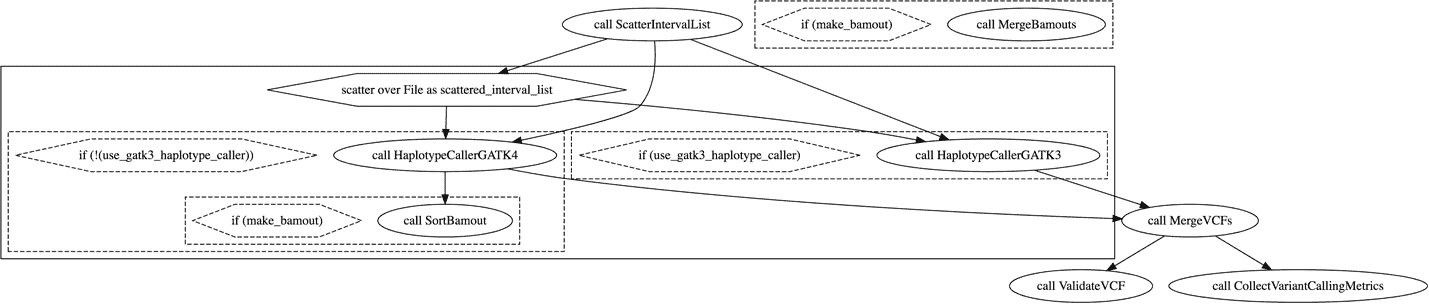 call ScatterIntervalList
if (make_bamout)
call MergeBamouts
scatter over File as scattered_interval_list
if (!(use_gatk3_haplotype_caller))
call HaplotypeCallerGATK4
if (use_gatk3_haplotype_caller)
call HaplotypeCallerGATK3
if (make_bamout)
call SortBamout
call MergeVCFs
call ValidateVCF
call CollectVariantCallingMetrics